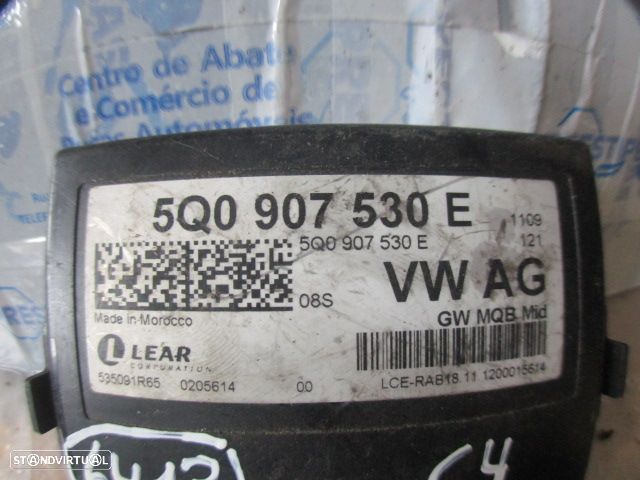 Centro de Abate
e Comércio de
Peças Automóveis
5Q0 907 530 E
1109
5Q0 907 530 E
121
VW AG
08S
GW MQB Mid
Made in Morocco
LEAR
CORPORATION
LCE-RAB18.11 1200015614
535091R65 0205614 00
STANDVIRTUAL